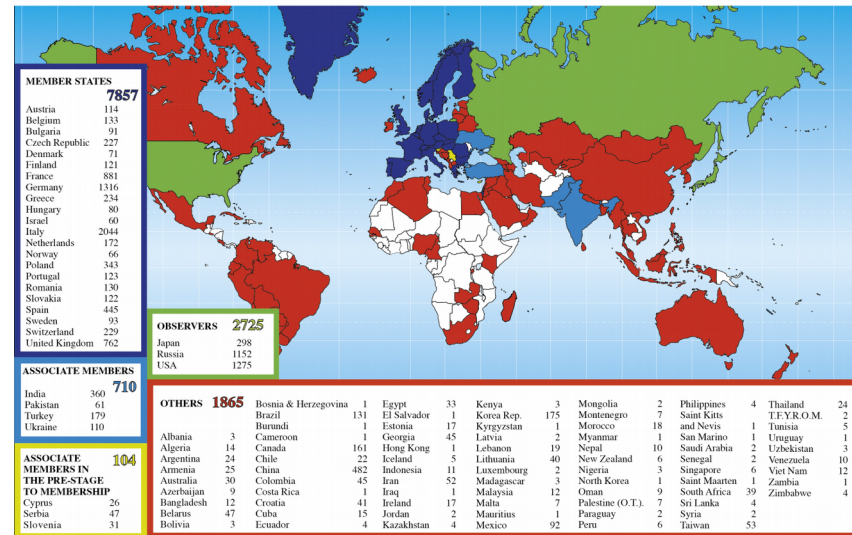 MEMBER STATES
7857
Austria 114
Belgium 133
Bulgaria 91
Czech Republic 227
Denmark 71
Finland 121
France 881
Germany 1316
Greece 234
Hungary 80
Israel 60
Italy 2044
Netherlands 172
Norway 66
Poland 343
Portugal 123
Romania 130
Slovakia 122
Spain 445
Sweden 93
Switzerland 229
United Kingdom 762
OBSERVERS 2725
Japan 298
Russia 1152
USA 1275
ASSOCIATE MEMBERS
710
India 360
Pakistan 61
Turkey 179
Ukraine 110
ASSOCIATE 104
MEMBERS IN
THE PRE-STAGE
TO MEMBERSHIP
Cyprus 26
Serbia 47
Slovenia 31
OTHERS 1865
Albania 3
Algeria 14
Argentina 24
Armenia 25
Australia 30
Azerbaijan 9
Bangladesh 12
Belarus 47
Bolivia 3
Bosnia & Herzegovina 1
Brazil 131
Burundi 1
Cameroon 1
Canada 161
Chile 22
China 482
Colombia 45
Costa Rica 1
Croatia 41
Cuba 15
Ecuador 4
Egypt 33
El Salvador 1
Estonia 17
Georgia 45
Hong Kong 1
Iceland 5
Indonesia 11
Iran 52
Iraq 1
Ireland 17
Jordan 2
Kazakhstan 4
Kenya 3
Korea Rep. 175
Kyrgyzstan 1
Latvia 2
Lebanon 19
Lithuania 40
Luxembourg 2
Madagascar 3
Malaysia 12
Malta 7
Mauritius 1
Mexico 92
Mongolia 2
Montenegro 7
Morocco 18
Myanmar 1
Nepal 10
New Zealand 6
Nigeria 3
North Korea 1
Oman 9
Palestine (O.T.). 7
Paraguay 2
Peru 6
Philippines 4
Saint Kitts
and Nevis 1
San Marino 1
Saudi Arabia 2
Senegal 2
Singapore 6
Saint Maarten 1
South Africa 39
Sri Lanka 4
Syria 2
Taiwan 53
Thailand 24
T.F.Y.R.O.M. 2
Tunisia 5
Uruguay 1
Uzbekistan 3
Venezuela 10
Viet Nam 12
Zambia 1
Zimbabwe 4